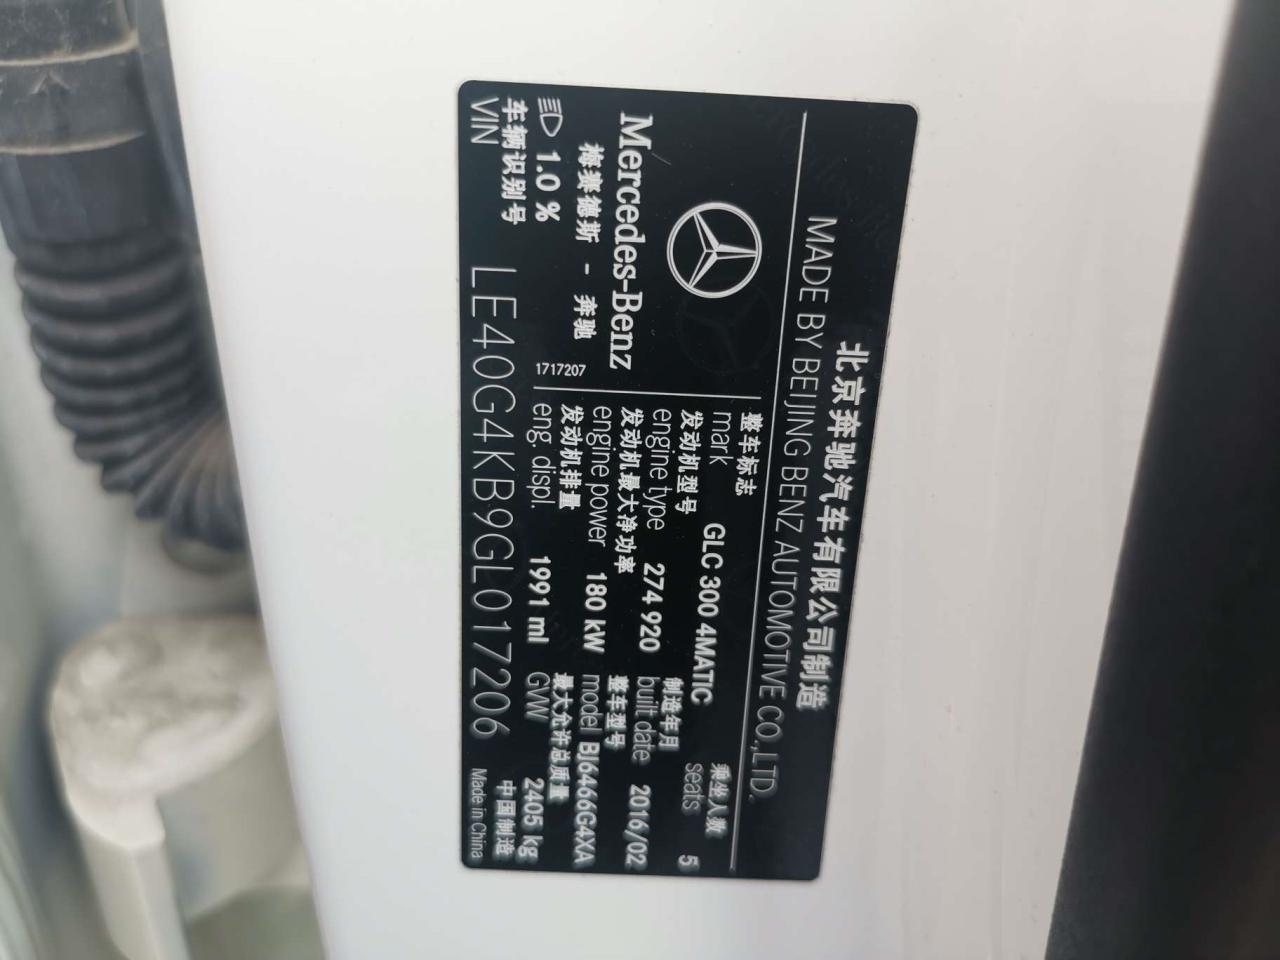 北京奔驰汽车有限公司制造
MADE BY BEIJING BENZ AUTOMOTIVE CO.,LTD.
Mercedes-Benz
梅赛德斯 - 奔驰
1.0 %
1717207
整车标志
mark GLC 300 4MATIC
乘坐人数
seats 5
发动机型号
engine type 274 920
制造年月
built date 2016/02
发动机最大净功率
engine power 180 kW
整车型号
model BJ6466G4XA
发动机排量
eng. displ. 1991 ml
最大允许总质量
GVW 2405 kg
车辆识别号
VIN LE40G4KB9GL017206
中国制造
Made in China